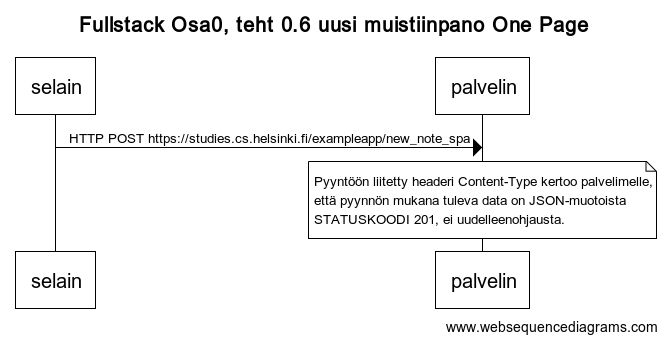 Fullstack Osa0, teht 0.6 uusi muistiinpano One Page
selain
palvelin
HTTP POST https://studies.cs.helsinki.fi/exampleapp/new_note_spa
Pyyntöön liitetty headeri Content-Type kertoo palvelimelle,
että pyynnön mukana tuleva data on JSON-muotoista
STATUSKOODI 201, ei uudelleenohjausta.
selain
palvelin
www.websequencediagrams.com